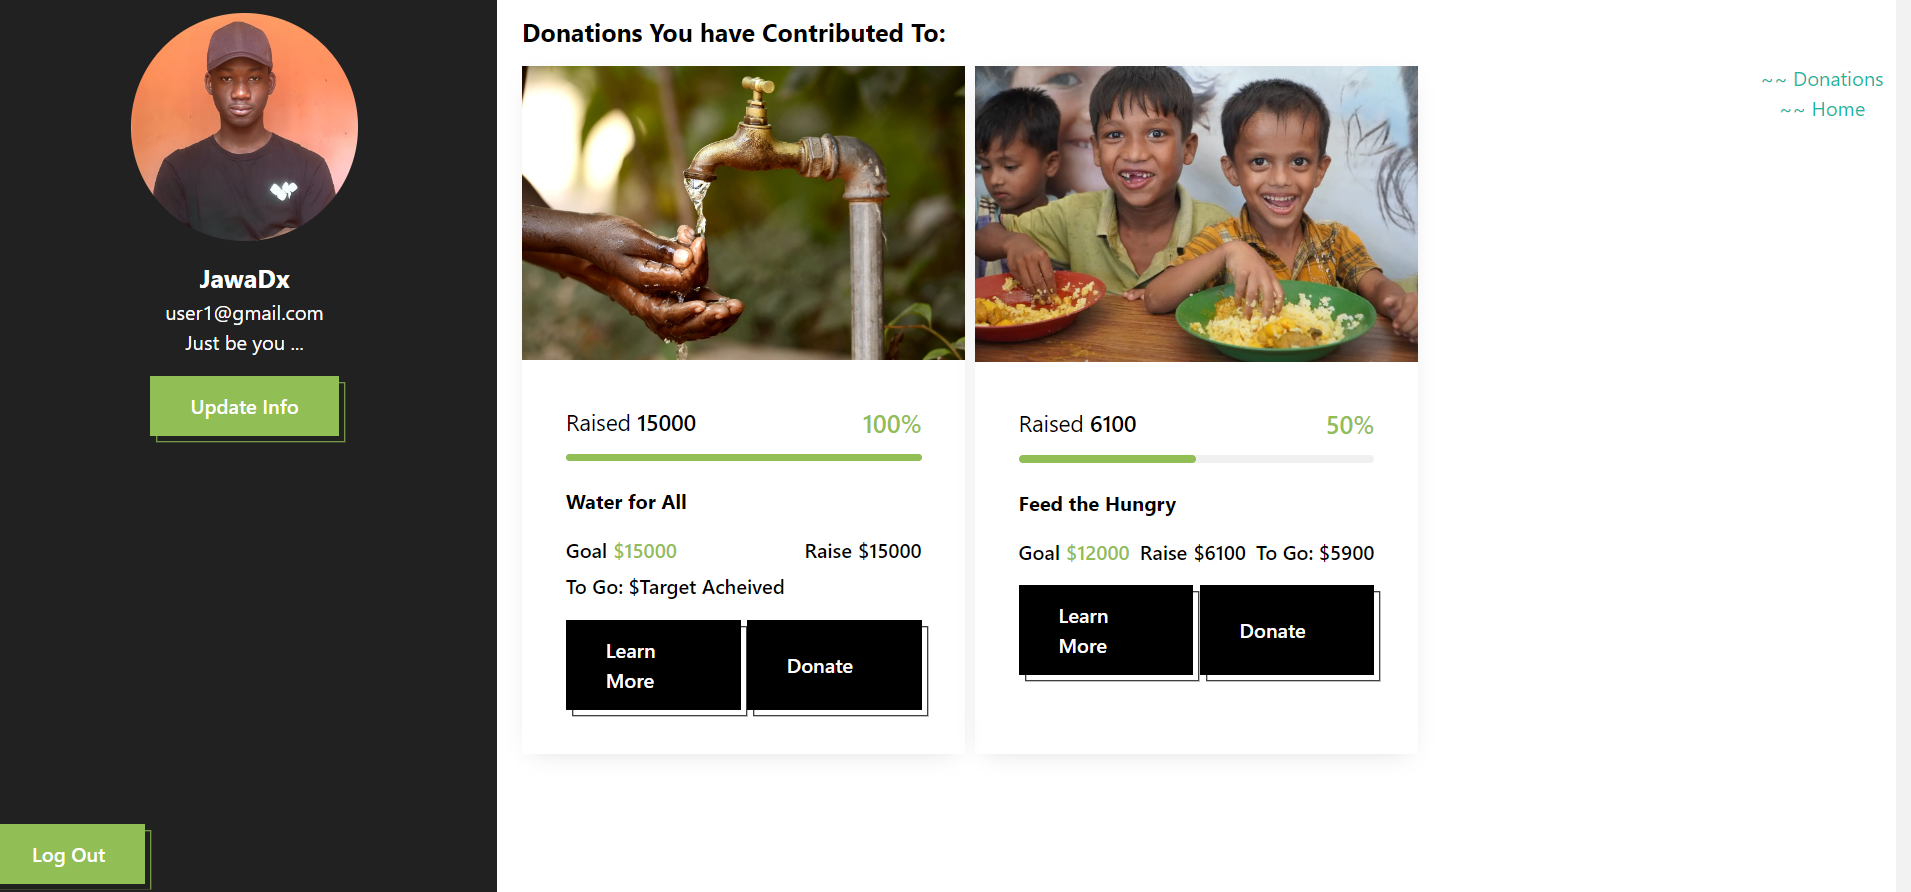 JawaDx
user1@gmail.com
Just be you ...
Update Info
Log Out
Donations You have Contributed To:
Raised 15000 100%
Water for All
Goal $15000 Raise $15000
To Go: $Target Acheived
Learn
More
Donate
Raised 6100 50%
Feed the Hungry
Goal $12000 Raise $6100 To Go: $5900
Learn
More
Donate
~~ Donations
~~ Home